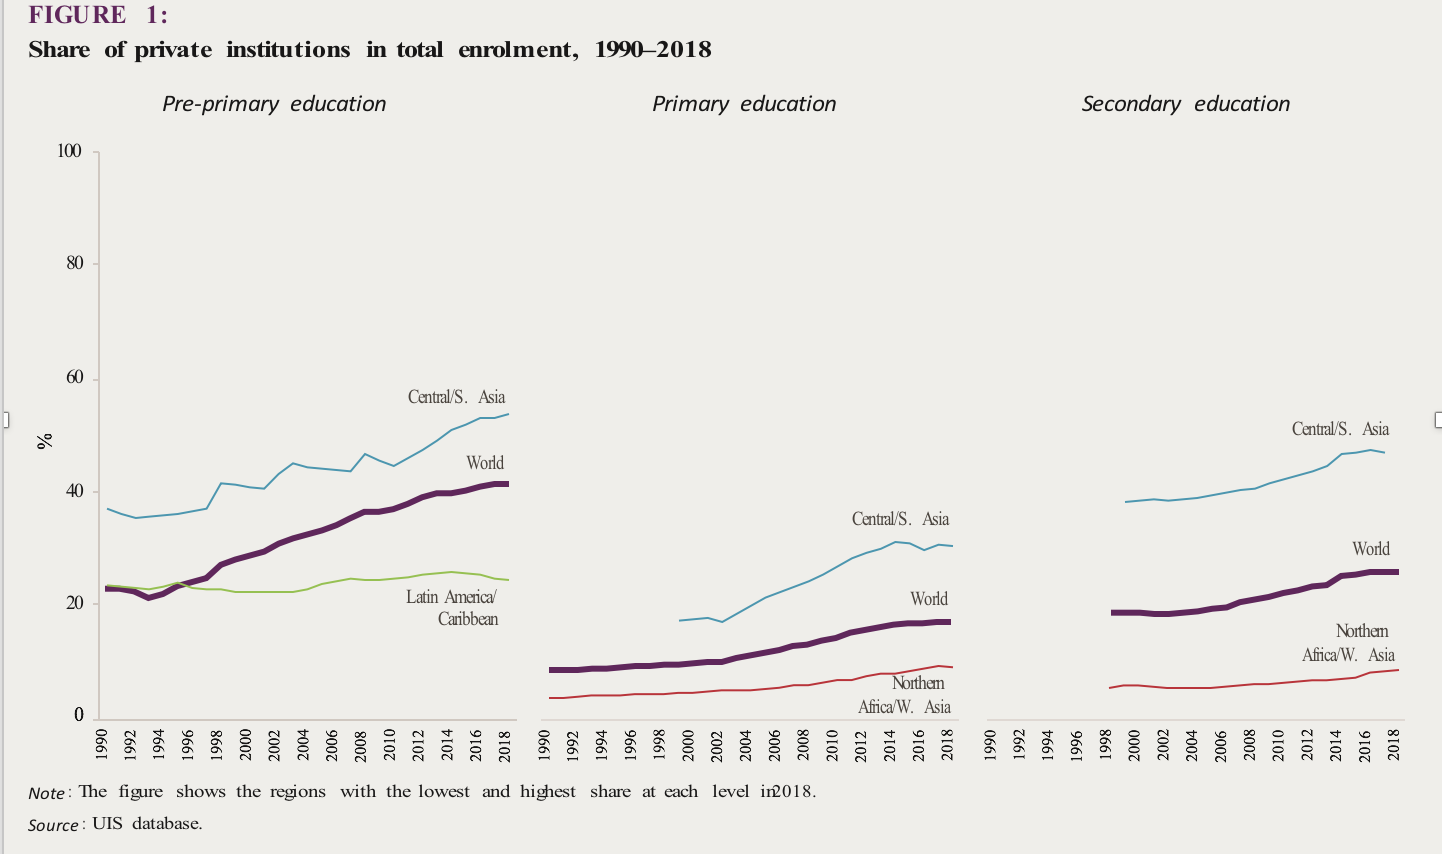 FIGURE 1:
Share of private institutions in total enrolment, 1990–2018
Pre-primary education
Primary education
Secondary education
100
80
60
%
40
20
0
Central/S. Asia
World
Latin America/
Caribbean
1990 1992 1994 1996 1998 2000 2002 2004 2006 2008 2010 2012 2014 2016 2018
Central/S. Asia
World
Northern
Africa/W. Asia
1990 1992 1994 1996 1998 2000 2002 2004 2006 2008 2010 2012 2014 2016 2018
Central/S. Asia
World
Northern
Africa/W. Asia
1990 1992 1994 1996 1998 2000 2002 2004 2006 2008 2010 2012 2014 2016 2018
Note: The figure shows the regions with the lowest and highest share at each level in2018.
Source: UIS database.